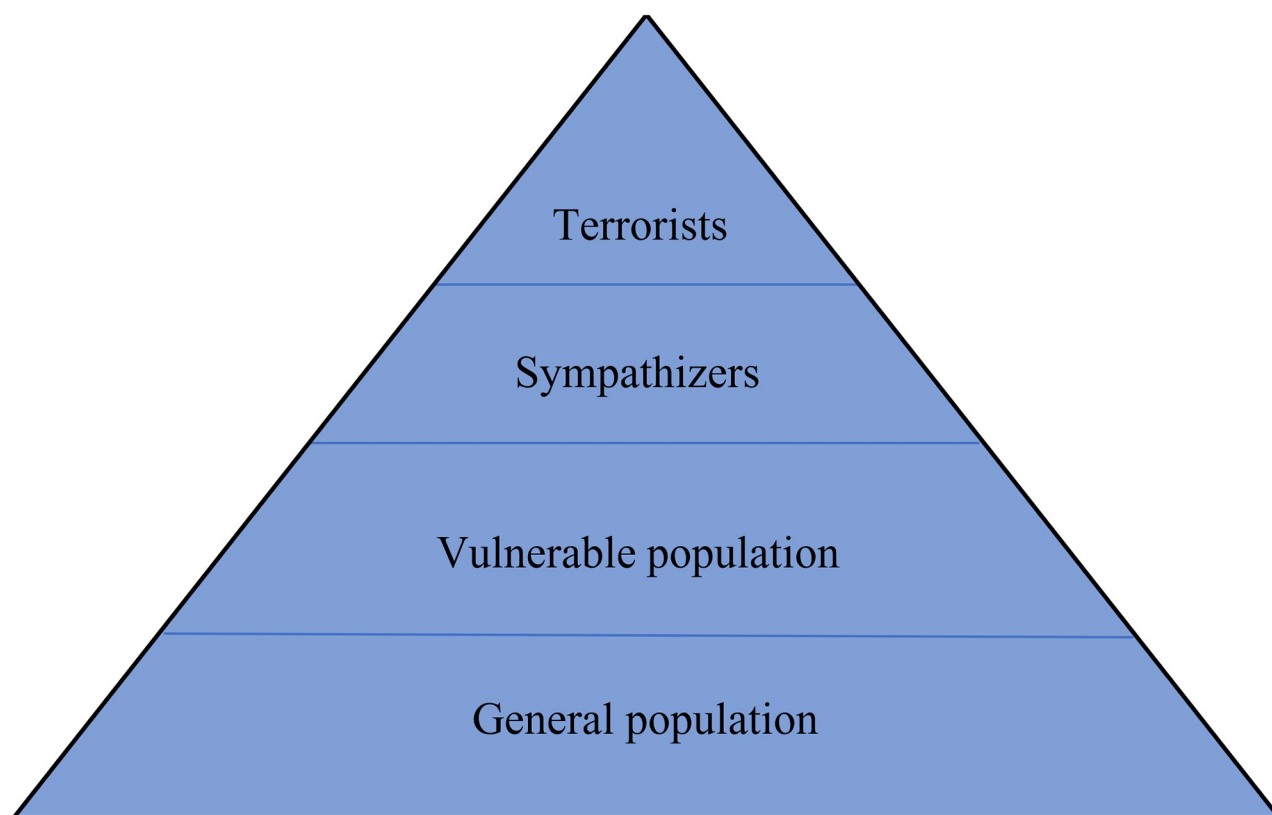 Terrorists
Sympathizers
Vulnerable population
General population